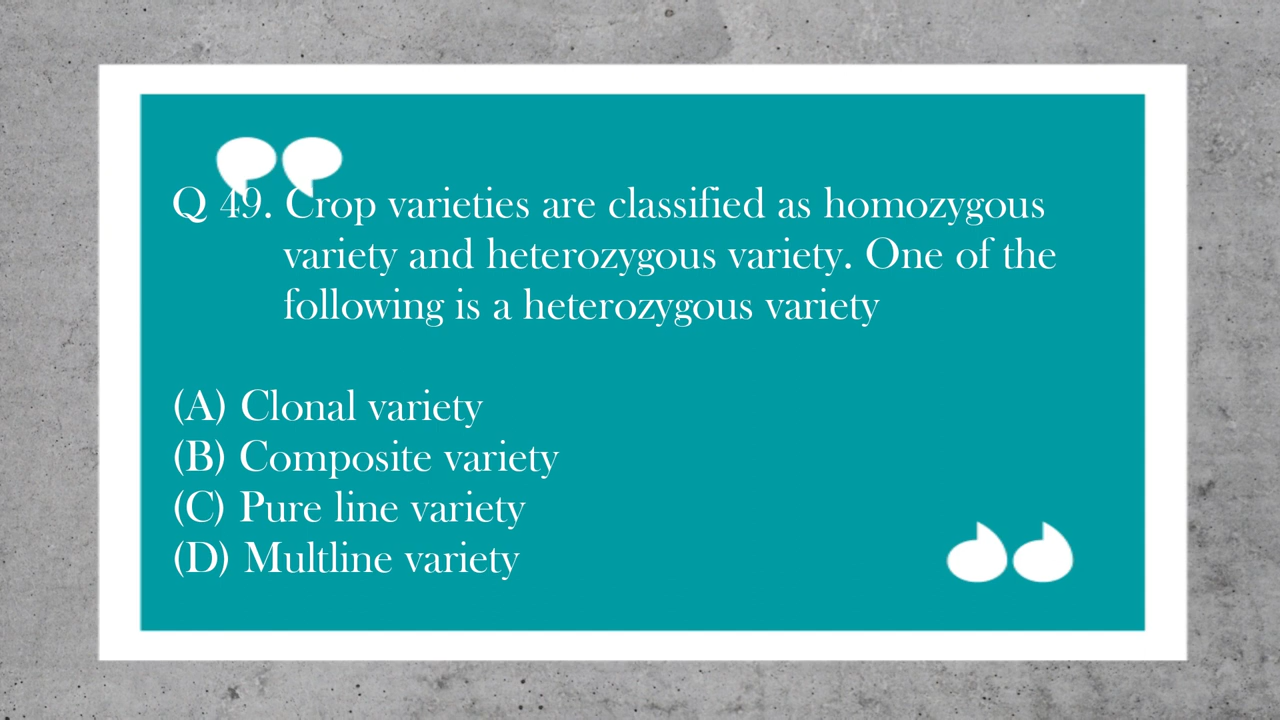 Q 49. Crop varieties are classified as homozygous
variety and heterozygous variety. One of the
following is a heterozygous variety
(A) Clonal variety
(B) Composite variety
(C) Pure line variety
(D) Multline variety